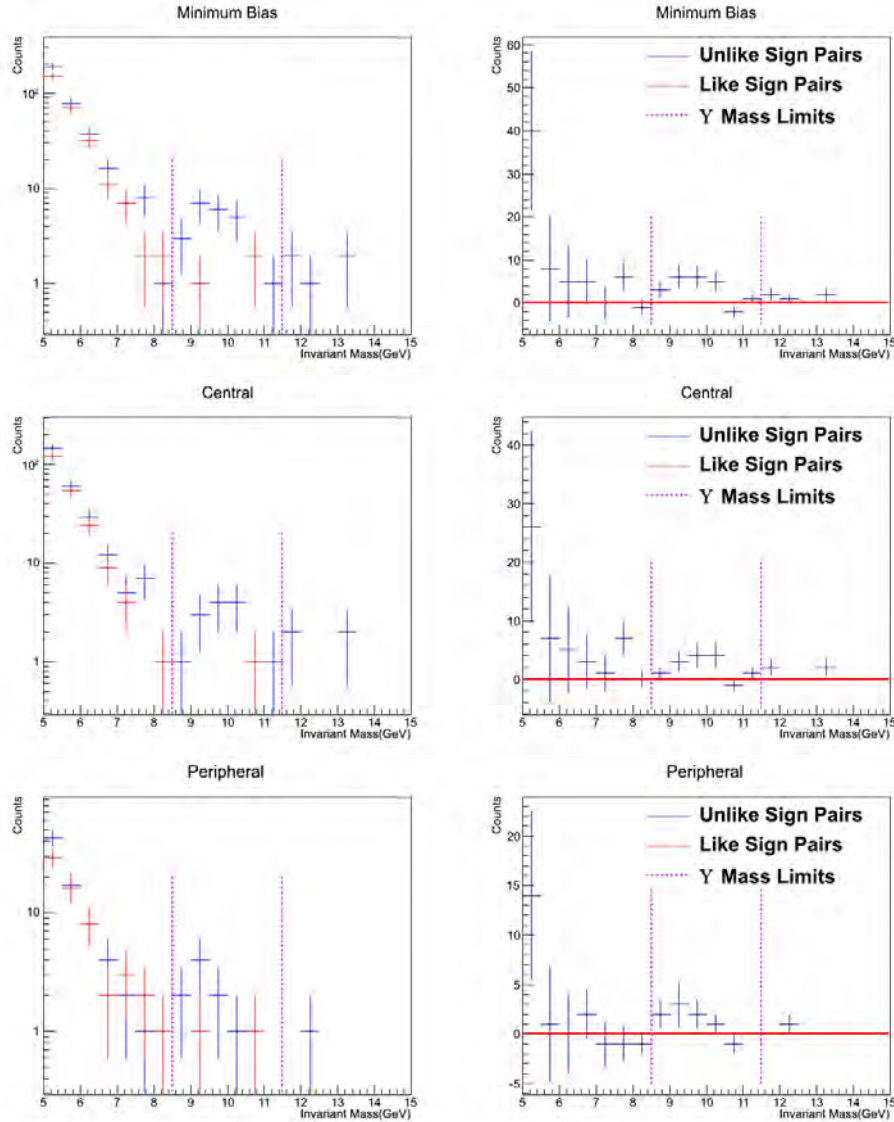 Minimum Bias
Counts
10²
10
1
5 6 7 8 9 10 11 12 13 14 15
Invariant Mass(GeV)
Minimum Bias
Counts
Unlike Sign Pairs
Like Sign Pairs
Υ Mass Limits
60
50
40
30
20
10
0
5 6 7 8 9 10 11 12 13 14 15
Invariant Mass(GeV)
Central
Counts
10²
10
1
5 6 7 8 9 10 11 12 13 14 15
Invariant Mass(GeV)
Central
Counts
Unlike Sign Pairs
Like Sign Pairs
Υ Mass Limits
40
30
20
10
0
5 6 7 8 9 10 11 12 13 14 15
Invariant Mass(GeV)
Peripheral
Counts
10
1
5 6 7 8 9 10 11 12 13 14 15
Invariant Mass(GeV)
Peripheral
Counts
Unlike Sign Pairs
Like Sign Pairs
Υ Mass Limits
20
15
10
5
0
-5
5 6 7 8 9 10 11 12 13 14 15
Invariant Mass(GeV)